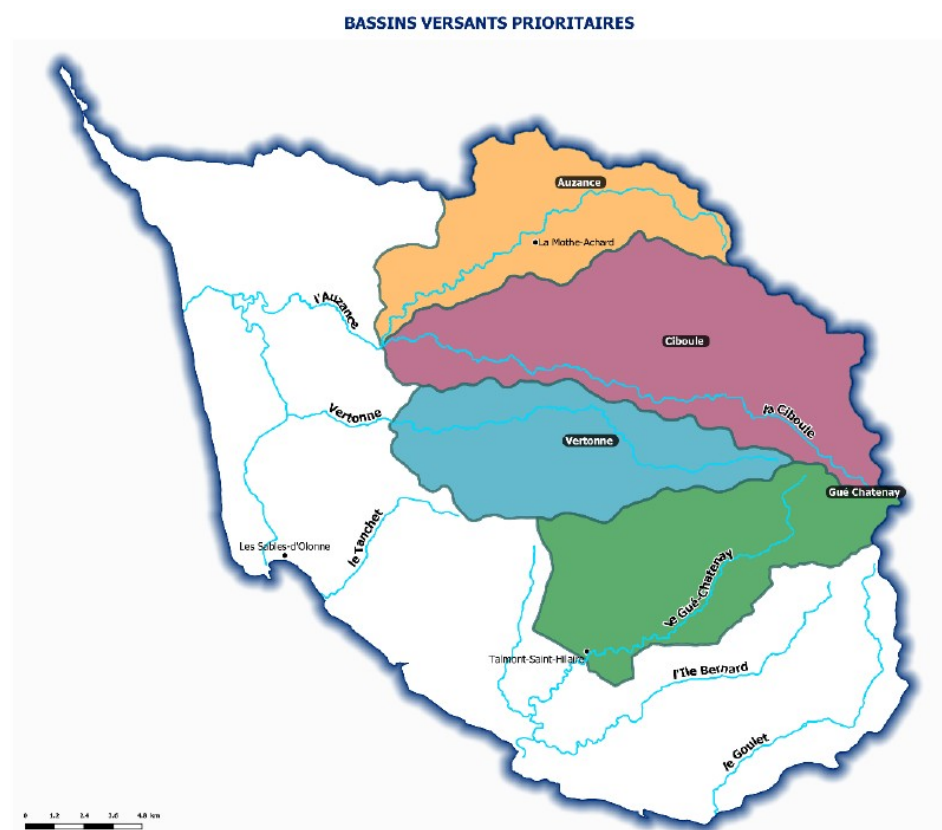 BASSINS VERSANTS PRIORITAIRES
Auzance
La Mothe-Achard
l'Auzance
Ciboule
la Ciboule
Vertonne
Vertonne
Gué Chatenay
le Tanchet
Les Sables-d'Olonne
le Gué-Chatenay
Talmont-Saint-Hilaire
l'Ile Bernard
le Goulet
0 1.2 2.4 3.6 4.8 km